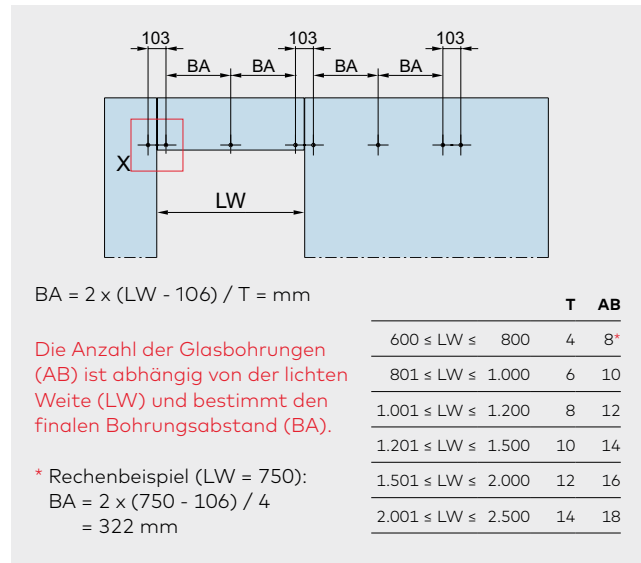 103 103 103
BA BA BA BA
X
LW
BA = 2 x (LW - 106) / T = mm
Die Anzahl der Glasbohrungen
(AB) ist abhängig von der lichten
Weite (LW) und bestimmt den
finalen Bohrungsabstand (BA).
* Rechenbeispiel (LW = 750):
BA = 2 x (750 - 106) / 4
= 322 mm
T AB
600 ≤ LW ≤ 800 4 8*
801 ≤ LW ≤ 1.000 6 10
1.001 ≤ LW ≤ 1.200 8 12
1.201 ≤ LW ≤ 1.500 10 14
1.501 ≤ LW ≤ 2.000 12 16
2.001 ≤ LW ≤ 2.500 14 18